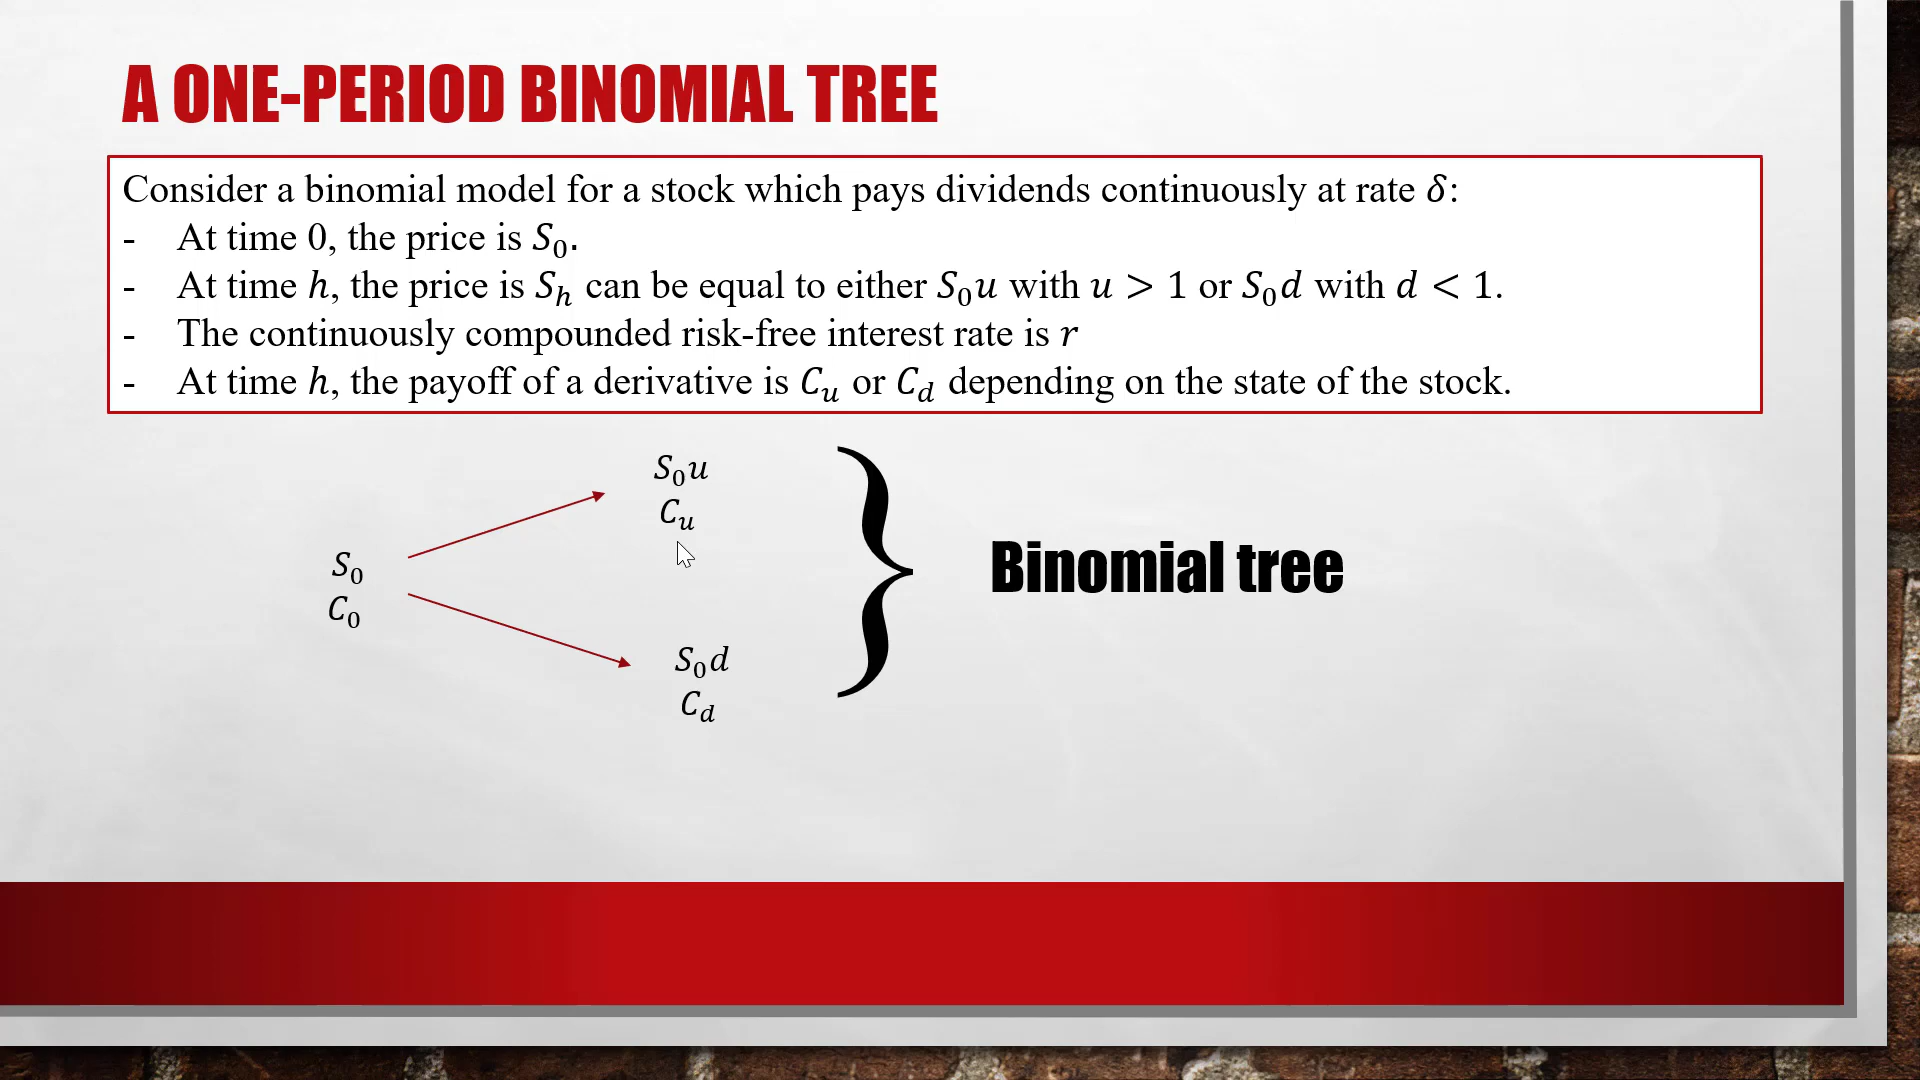 A ONE-PERIOD BINOMIAL TREE
Consider a binomial model for a stock which pays dividends continuously at rate δ:
- At time 0, the price is S₀.
- At time h, the price is Sₕ can be equal to either S₀u with u > 1 or S₀d with d < 1.
- The continuously compounded risk-free interest rate is r
- At time h, the payoff of a derivative is C_u or C_d depending on the state of the stock.
S₀u
C_u
S₀
C₀
Binomial tree
S₀d
C_d